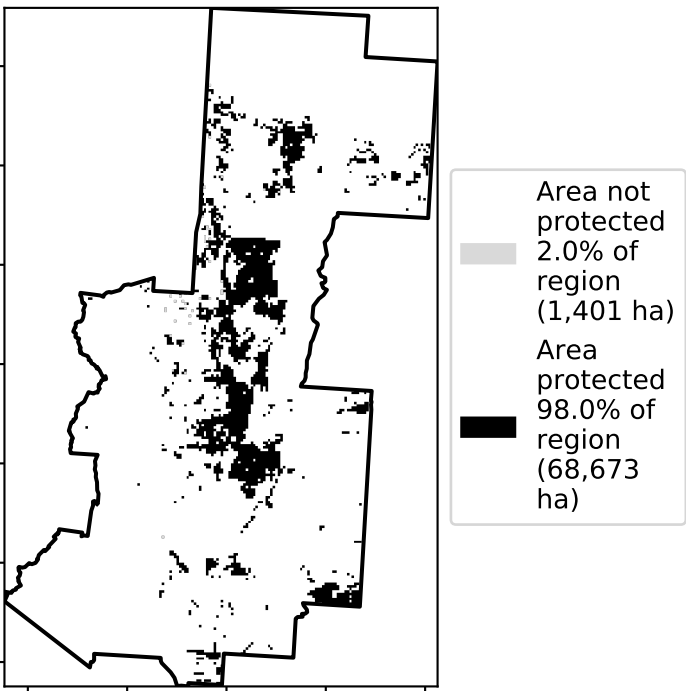 Area not
protected
2.0% of
region
(1,401 ha)
Area
protected
98.0% of
region
(68,673
ha)